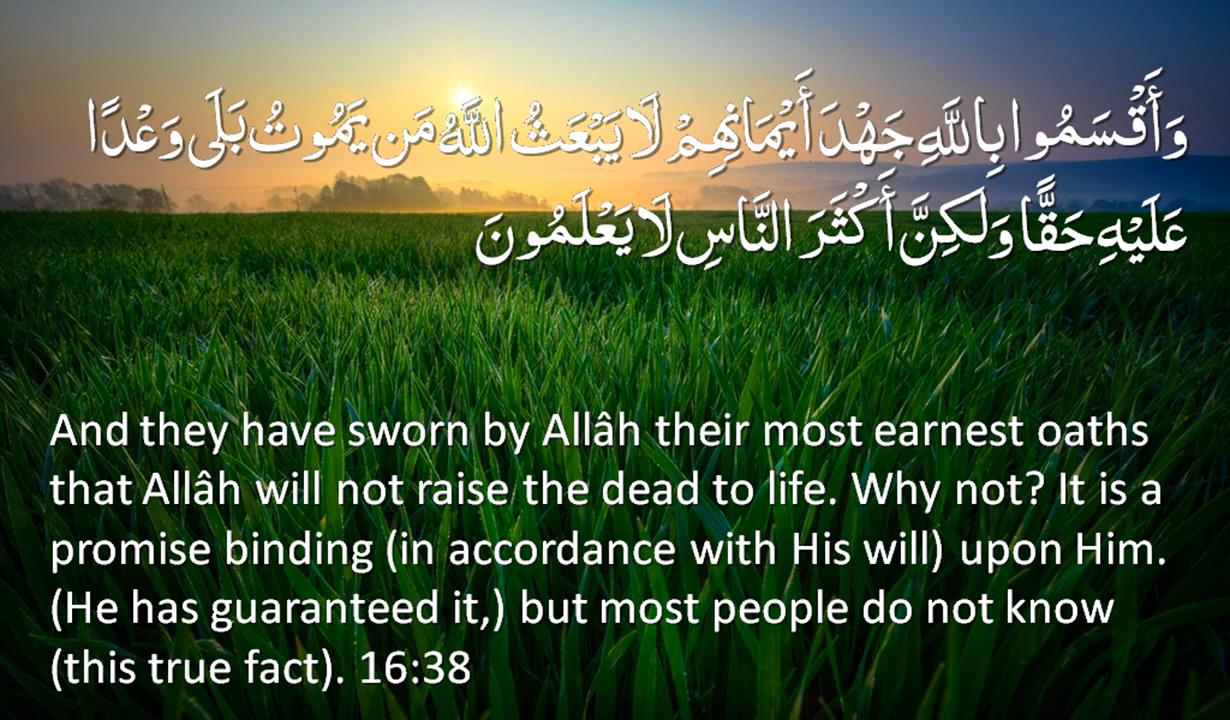 وَأَقْسَمُوا بِاللَّهِ جَهْدَ أَيْمَانِهِمْ لَا يَبْعَثُ اللَّهُ مَن يَمُوتُ بَلَى وَعْدًا
عَلَيْهِ حَقًّا وَلَكِنَّ أَكْثَرَ النَّاسِ لَا يَعْلَمُونَ
And they have sworn by Allâh their most earnest oaths
that Allâh will not raise the dead to life. Why not? It is a
promise binding (in accordance with His will) upon Him.
(He has guaranteed it,) but most people do not know
(this true fact). 16:38